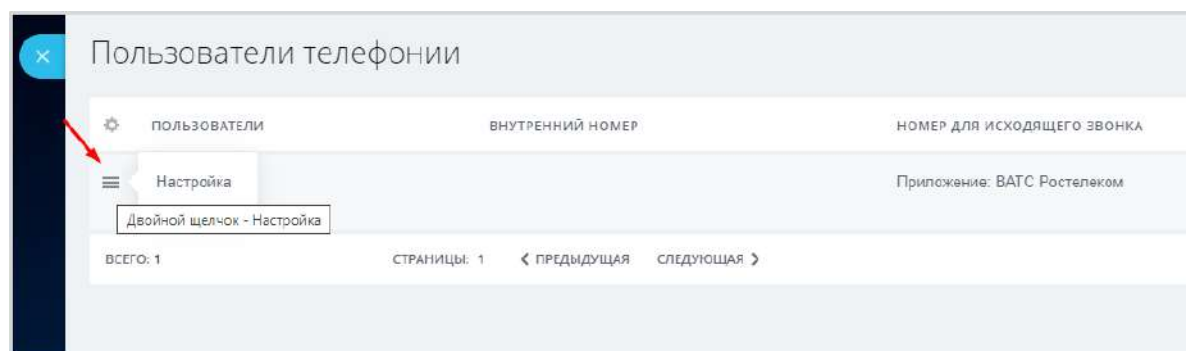 Пользователи телефонии
ПОЛЬЗОВАТЕЛИ ВНУТРЕННИЙ НОМЕР НОМЕР ДЛЯ ИСХОДЯЩЕГО ЗВОНКА
Настройка Приложение: ВАТС Ростелеком
Двойной щелчок - Настройка
ВСЕГО: 1 СТРАНИЦЫ: 1 ПРЕДЫДУЩАЯ СЛЕДУЮЩАЯ